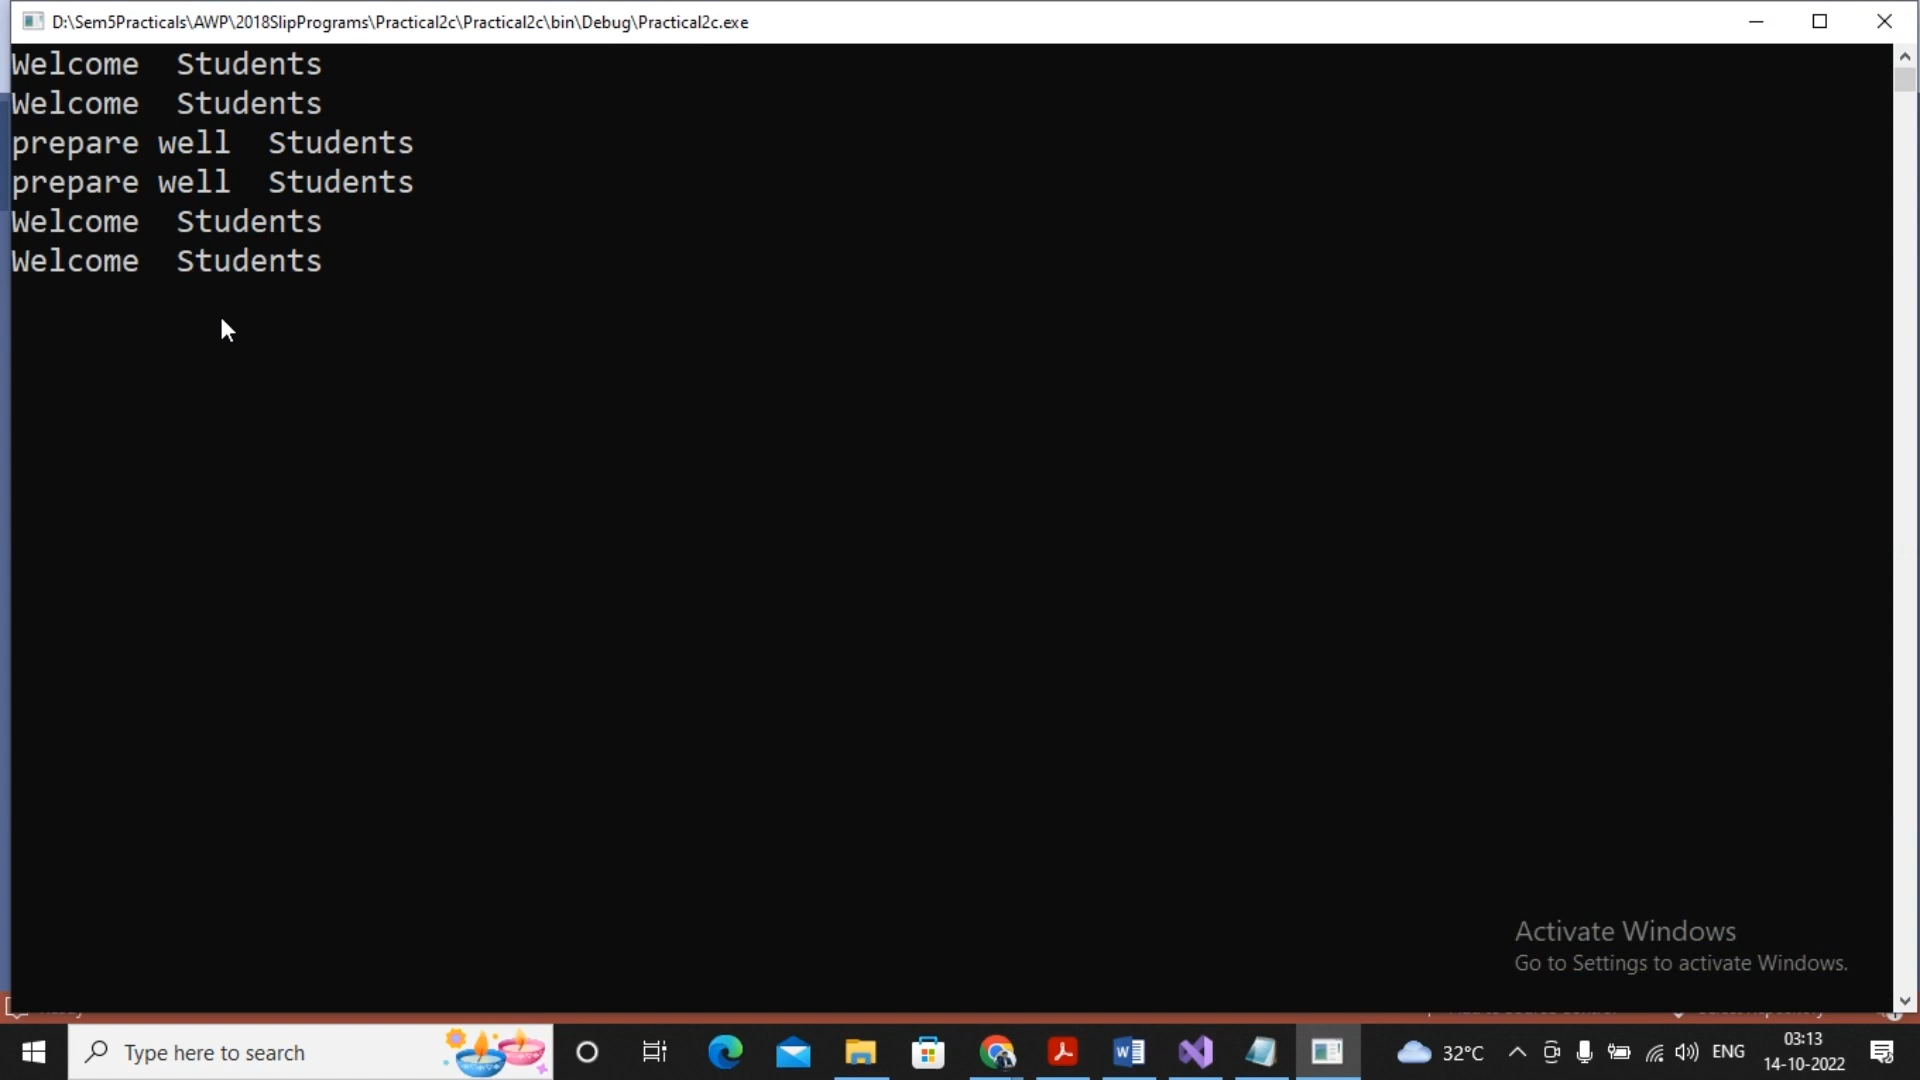 D:\Sem5Practicals\AWP\2018SlipPrograms\Practical2c\Practical2c\bin\Debug\Practical2c.exe
Welcome  Students
Welcome  Students
prepare well  Students
prepare well  Students
Welcome  Students
Welcome  Students
Activate Windows
Go to Settings to activate Windows.
Type here to search
32°C
ENG
03:13
14-10-2022